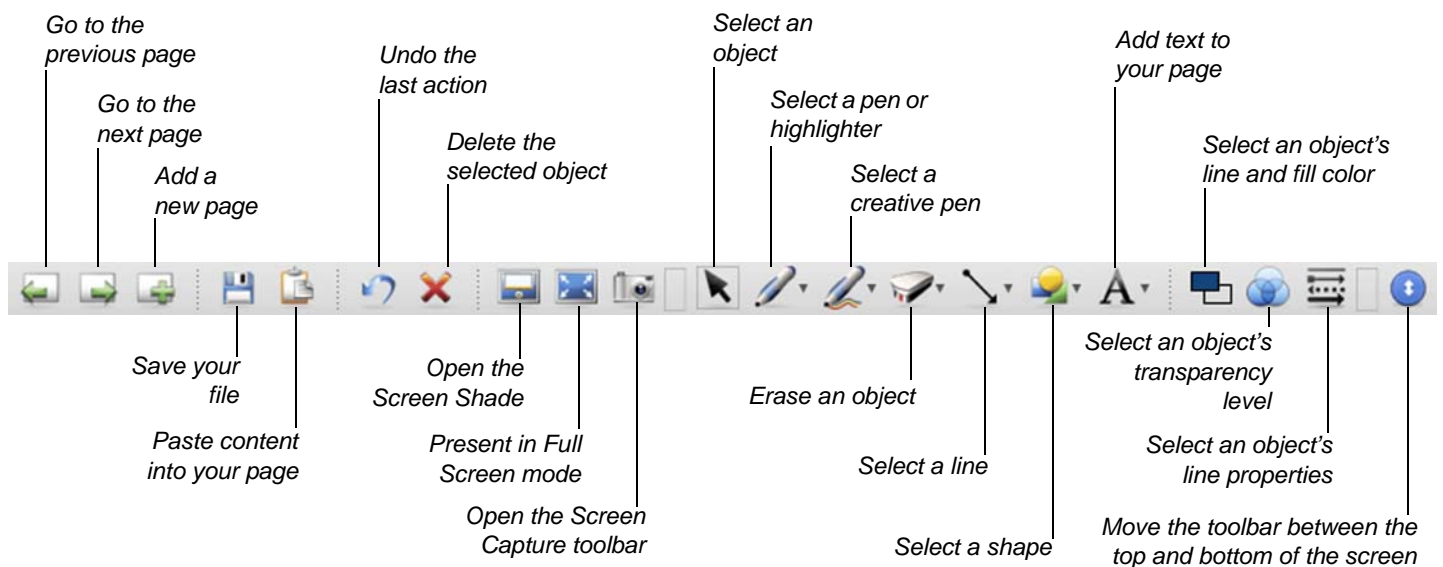 Go to the
previous page
Go to the
next page
Add a
new page
Undo the
last action
Delete the
selected object
Select an
object
Select a pen or
highlighter
Select a
creative pen
Add text to
your page
Select an object's
line and fill color
A
Save your
file
Paste content
into your page
Open the
Screen Shade
Present in Full
Screen mode
Open the Screen
Capture toolbar
Erase an object
Select a line
Select a shape
Select an object's
transparency
level
Select an object's
line properties
Move the toolbar between the
top and bottom of the screen